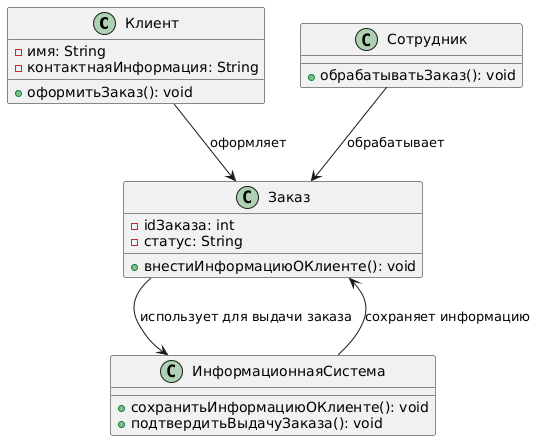 C Клиент
имя: String
контактнаяИнформация: String
оформитьЗаказ(): void
C Сотрудник
обрабатыватьЗаказ(): void
оформляет
обрабатывает
C Заказ
idЗаказа: int
статус: String
внестиИнформациюОКлиенте(): void
использует для выдачи заказа
сохраняет информацию
C ИнформационнаяСистема
сохранитьИнформациюОКлиенте(): void
подтвердитьВыдачуЗаказа(): void